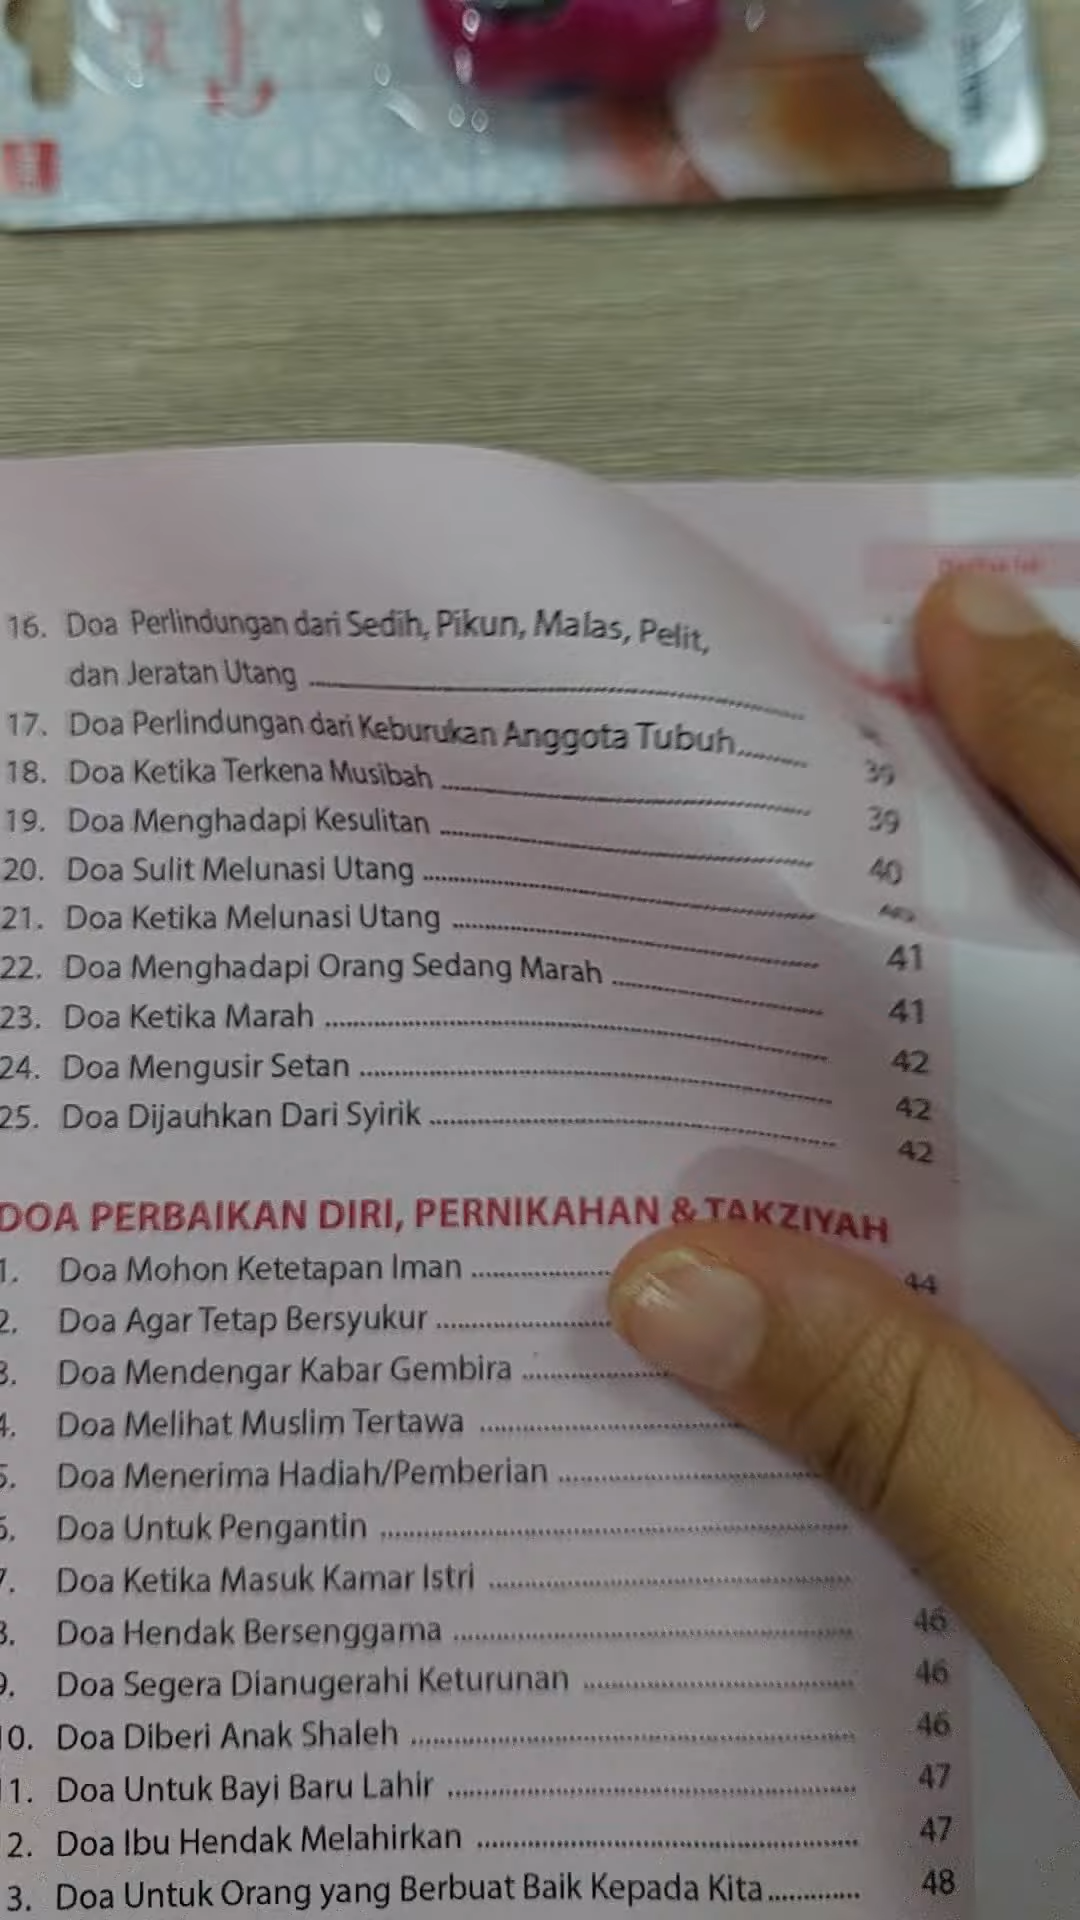 16. Doa Perlindungan dari Sedih, Pikun, Malas, Pelit,
dan Jeratan Utang
17. Doa Perlindungan dari Keburukan Anggota Tubuh 39
18. Doa Ketika Terkena Musibah 39
19. Doa Menghadapi Kesulitan 40
20. Doa Sulit Melunasi Utang
21. Doa Ketika Melunasi Utang 41
22. Doa Menghadapi Orang Sedang Marah 41
23. Doa Ketika Marah 42
24. Doa Mengusir Setan 42
25. Doa Dijauhkan Dari Syirik 42
DOA PERBAIKAN DIRI, PERNIKAHAN & TAKZIYAH
1. Doa Mohon Ketetapan Iman 44
2. Doa Agar Tetap Bersyukur
3. Doa Mendengar Kabar Gembira
4. Doa Melihat Muslim Tertawa
5. Doa Menerima Hadiah/Pemberian
6. Doa Untuk Pengantin
7. Doa Ketika Masuk Kamar Istri
8. Doa Hendak Bersenggama 46
9. Doa Segera Dianugerahi Keturunan 46
10. Doa Diberi Anak Shaleh 46
11. Doa Untuk Bayi Baru Lahir 47
2. Doa Ibu Hendak Melahirkan 47
3. Doa Untuk Orang yang Berbuat Baik Kepada Kita 48